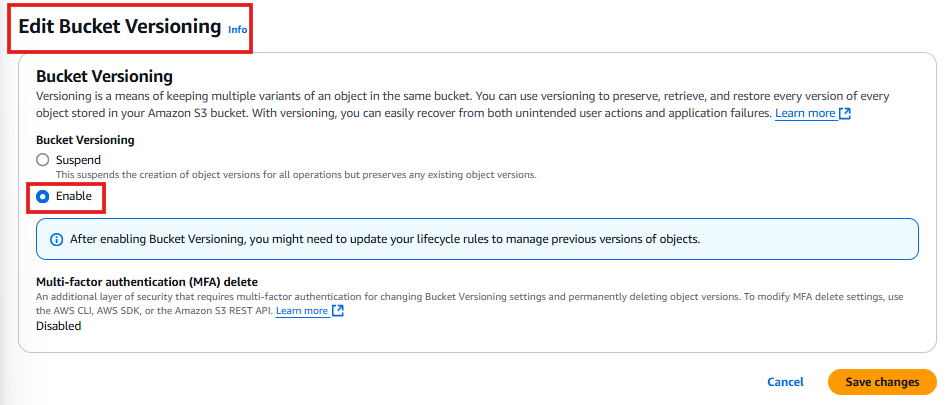 Edit Bucket Versioning Info
Bucket Versioning
Versioning is a means of keeping multiple variants of an object in the same bucket. You can use versioning to preserve, retrieve, and restore every version of every
object stored in your Amazon S3 bucket. With versioning, you can easily recover from both unintended user actions and application failures. Learn more
Bucket Versioning
Suspend
This suspends the creation of object versions for all operations but preserves any existing object versions.
Enable
After enabling Bucket Versioning, you might need to update your lifecycle rules to manage previous versions of objects.
Multi-factor authentication (MFA) delete
An additional layer of security that requires multi-factor authentication for changing Bucket Versioning settings and permanently deleting object versions. To modify MFA delete settings, use
the AWS CLI, AWS SDK, or the Amazon S3 REST API. Learn more
Disabled
Cancel Save changes